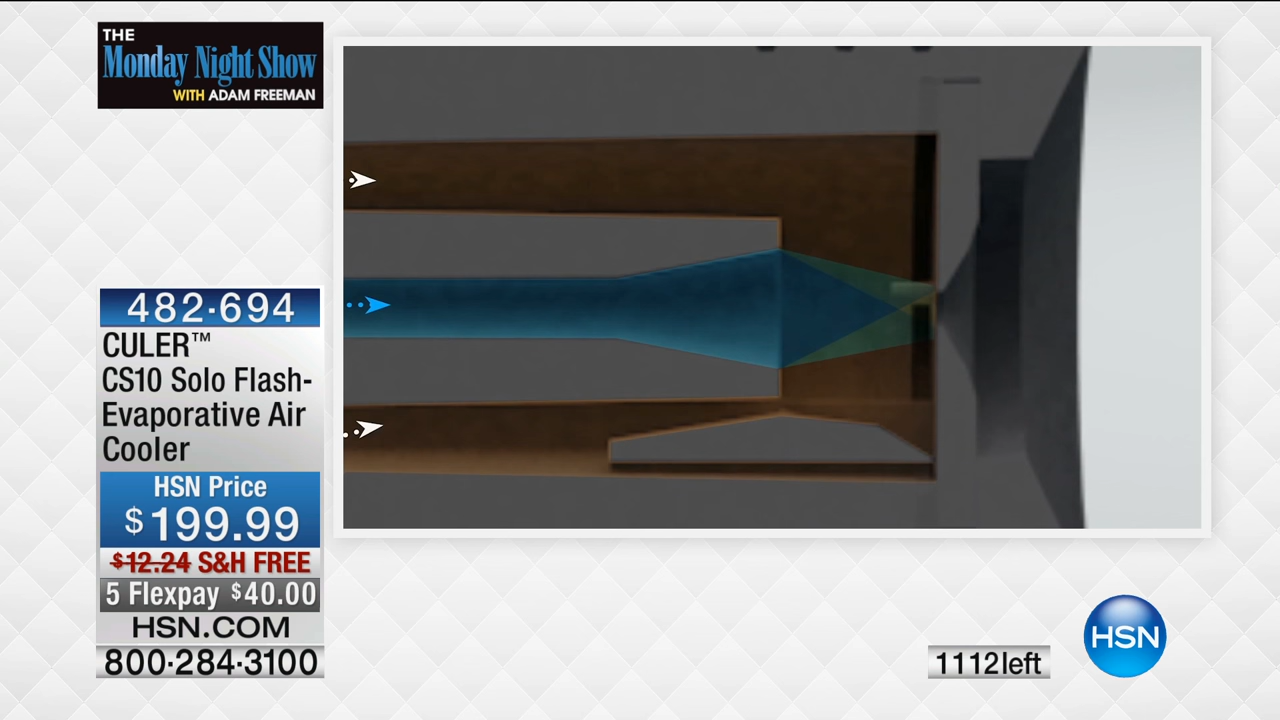 THE
Monday Night Show
WITH ADAM FREEMAN
482·694
CULER™
CS10 Solo Flash-
Evaporative Air
Cooler
HSN Price
$199.99
$12.24 S&H FREE
5 Flexpay $40.00
HSN.COM
800·284·3100
1112left
HSN